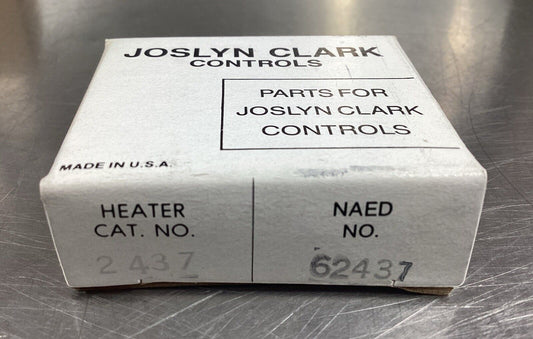 JOSLYN CLARK
CONTROLS
PARTS FOR
JOSLYN CLARK
CONTROLS
MADE IN U.S.A.
HEATER
CAT. NO.
2437
NAED
NO.
62437